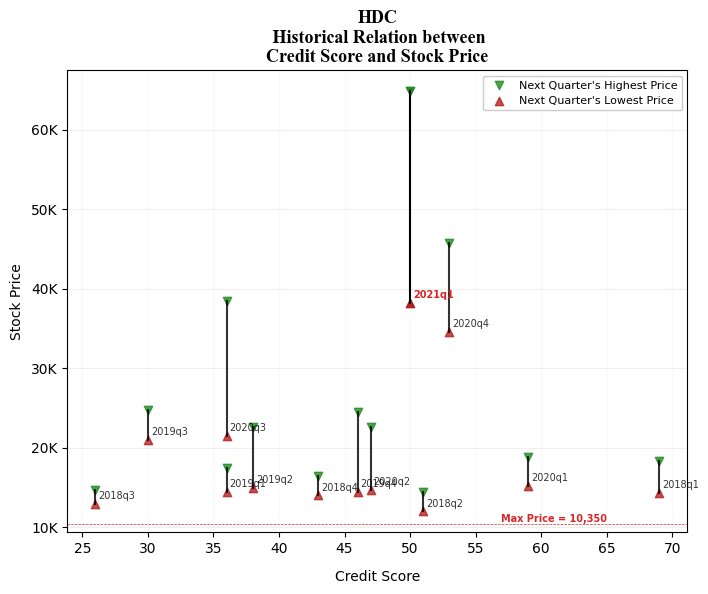 HDC
Historical Relation between
Credit Score and Stock Price
Next Quarter's Highest Price
Next Quarter's Lowest Price
60K
50K
40K
30K
20K
10K
Stock Price
2021q1
2020q4
2019q3
2020q3
2019q1
2019q2
2018q3
2018q4
2019q4
2020q2
2018q2
2020q1
2018q1
Max Price = 10,350
25 30 35 40 45 50 55 60 65 70
Credit Score